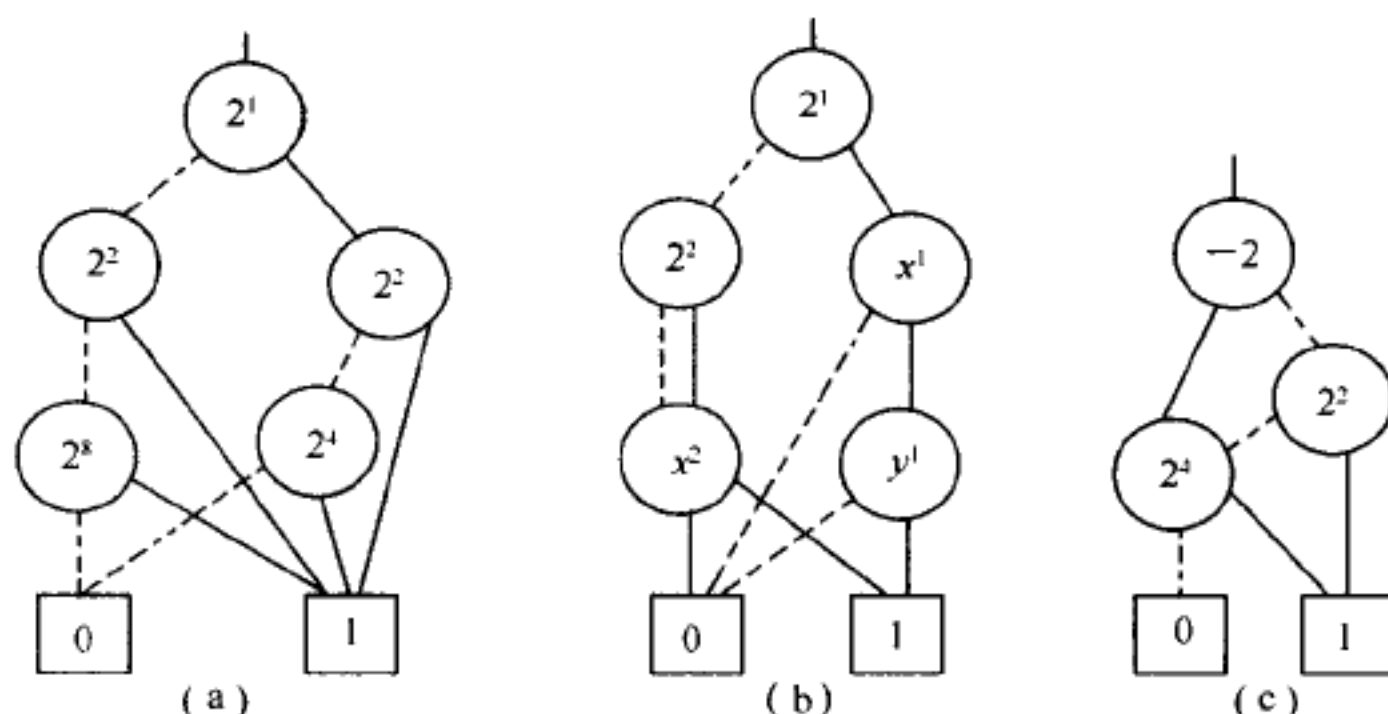 2¹ 2¹
2² 2² 2² x¹ −2
2⁸ 2⁴ x² y¹ 2⁴ 2²
0 1 0 1 0 1
(a) (b) (c)